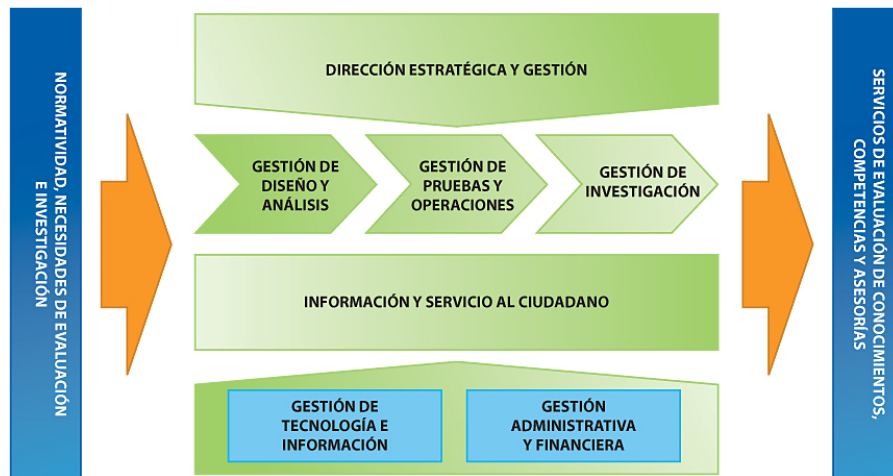 NORMATIVIDAD, NECESIDADES DE EVALUACIÓN
E INVESTIGACIÓN
DIRECCIÓN ESTRATÉGICA Y GESTIÓN
GESTIÓN DE
DISEÑO Y
ANÁLISIS
GESTIÓN DE
PRUEBAS Y
OPERACIONES
GESTIÓN DE
INVESTIGACIÓN
INFORMACIÓN Y SERVICIO AL CIUDADANO
GESTIÓN DE
TECNOLOGÍA E
INFORMACIÓN
GESTIÓN
ADMINISTRATIVA
Y FINANCIERA
SERVICIOS DE EVALUACIÓN DE CONOCIMIENTOS,
COMPETENCIAS Y ASESORÍAS